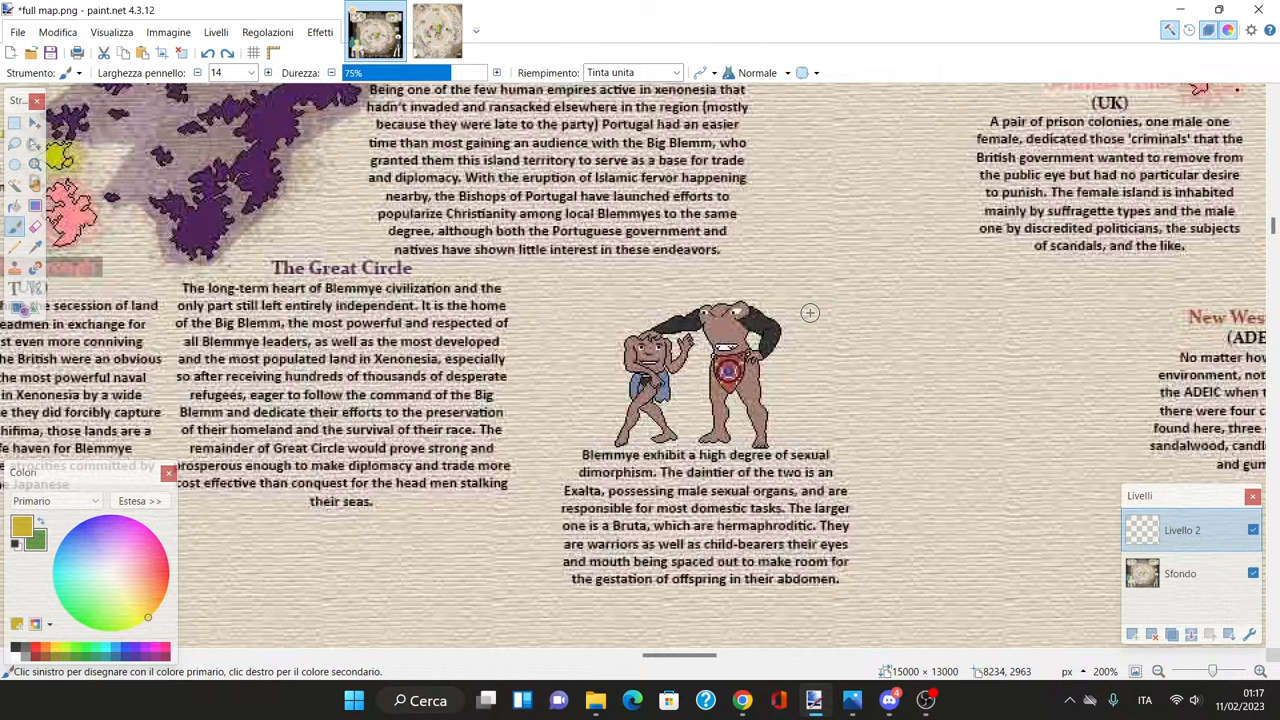 *full map.png - paint.net 4.3.12
File Modifica Visualizza Immagine Livelli Regolazioni Effetti
Strumento: Larghezza pennello: 14 Durezza: 75% Riempimento: Tinta unita Normale
Str...
Being one of the few human empires active in xenonesia that
hadn't invaded and ransacked elsewhere in the region (mostly
because they were late to the party) Portugal had an easier
time than most gaining an audience with the Big Blemm, who
granted them this island territory to serve as a base for trade
and diplomacy. With the eruption of Islamic fervor happening
nearby, the Bishops of Portugal have launched efforts to
popularize Christianity among local Blemmyes to the same
degree, although both the Portuguese government and
natives have shown little interest in these endeavors.
(UK)
A pair of prison colonies, one male one
female, dedicated those 'criminals' that the
British government wanted to remove from
the public eye but had no particular desire
to punish. The female island is inhabited
mainly by suffragette types and the male
one by discredited politicians, the subjects
of scandals, and the like.
The Great Circle
The long-term heart of Blemmye civilization and the
only part still left entirely independent. It is the home
of the Big Blemm, the most powerful and respected of
all Blemmye leaders, as well as the most developed
and the most populated land in Xenonesia, especially
so after receiving hundreds of thousands of desperate
refugees, eager to follow the command of the Big
Blemm and dedicate their efforts to the preservation
of their homeland and the survival of their race. The
remainder of Great Circle would prove strong and
prosperous enough to make diplomacy and trade more
cost effective than conquest for the head men stalking
their seas.
the secession of land
eadmen in exchange for
st even more conniving
he British were an obvious
the most powerful naval
in Xenonesia by a wide
e they did forcibly capture
hifima, those lands are a
fe haven for Blemmye
atrocities committed by
e Japanese
Blemmye exhibit a high degree of sexual
dimorphism. The daintier of the two is an
Exalta, possessing male sexual organs, and are
responsible for most domestic tasks. The larger
one is a Bruta, which are hermaphroditic. They
are warriors as well as child-bearers their eyes
and mouth being spaced out to make room for
the gestation of offspring in their abdomen.
New Wes
(ADE
No matter how
environment, not
the ADEIC when t
there were four c
found here, three
sandalwood, candl
and gum
Colori
Primario Estesa >>
Livelli
Livello 2
Sfondo
Clic sinistro per disegnare con il colore primario, clic destro per il colore secondario.
15000 × 13000 8234, 2963 px 200%
Cerca
4
ITA
01:17
11/02/2023